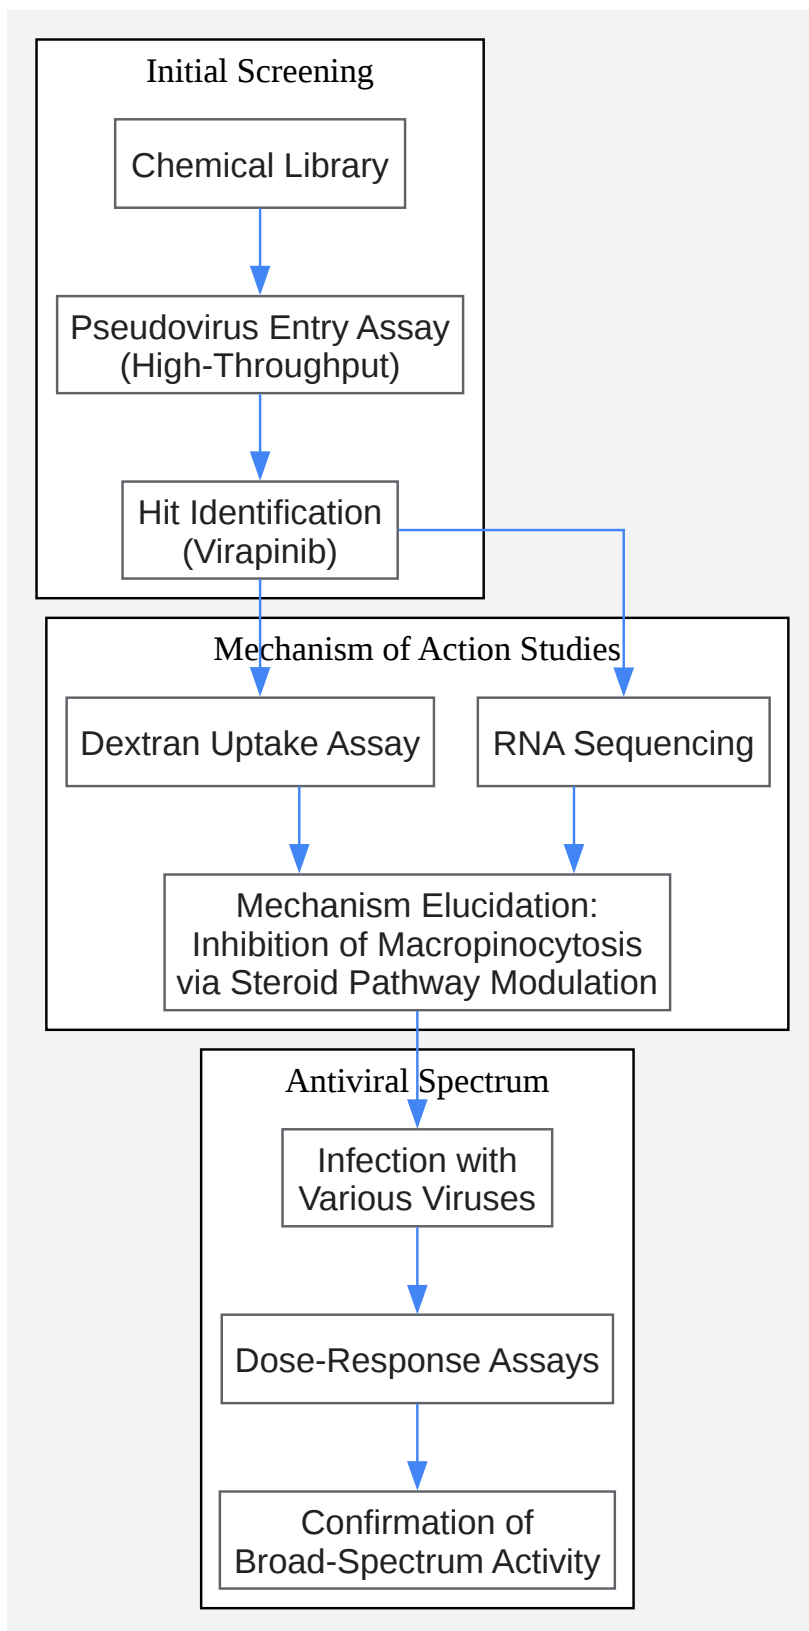 Initial Screening
Chemical Library
Pseudovirus Entry Assay
(High-Throughput)
Hit Identification
(Virapinib)
Mechanism of Action Studies
Dextran Uptake Assay
RNA Sequencing
Mechanism Elucidation:
Inhibition of Macropinocytosis
via Steroid Pathway Modulation
Antiviral Spectrum
Infection with
Various Viruses
Dose-Response Assays
Confirmation of
Broad-Spectrum Activity